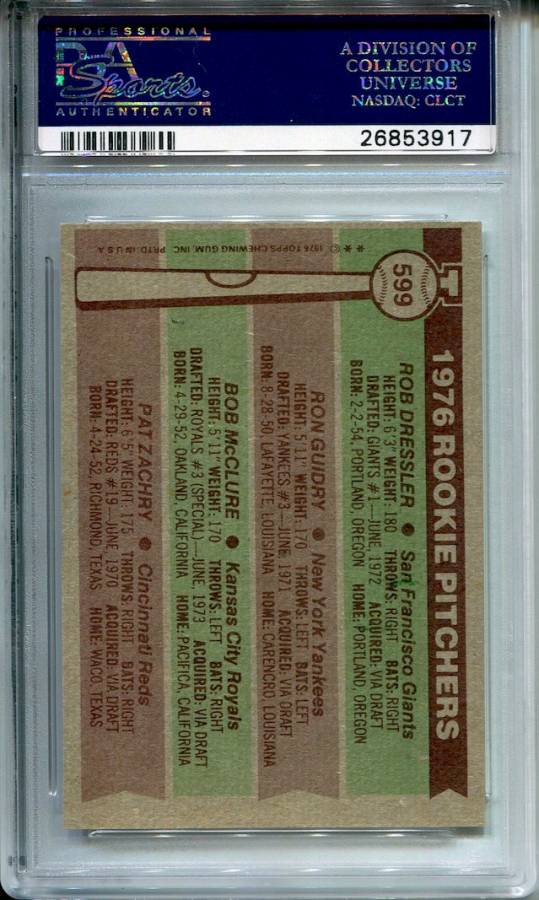 PROFESSIONAL
PSA
Sports
AUTHENTICATOR
A DIVISION OF
COLLECTORS
UNIVERSE
NASDAQ: CLCT
26853917
599
1976 ROOKIE PITCHERS
ROB DRESSLER ● San Francisco Giants
HEIGHT: 6'3" WEIGHT: 180 THROWS: RIGHT BATS: RIGHT
DRAFTED: GIANTS #1—JUNE, 1972 ACQUIRED: VIA DRAFT
BORN: 2-2-54, PORTLAND, OREGON HOME: PORTLAND, OREGON
RON GUIDRY ● New York Yankees
HEIGHT: 5'11" WEIGHT: 170 THROWS: LEFT BATS: LEFT
DRAFTED: YANKEES #3—JUNE 1971 ACQUIRED: VIA DRAFT
BORN: 8-28-50, LAFAYETTE, LOUISIANA HOME: CARENCRO, LOUISIANA
BOB McCLURE ● Kansas City Royals
HEIGHT: 5'11" WEIGHT: 170 THROWS: LEFT BATS: RIGHT
DRAFTED: ROYALS #3 (SPECIAL)—JUNE, 1973 ACQUIRED: VIA DRAFT
BORN: 4-29-52, OAKLAND, CALIFORNIA HOME: PACIFICA, CALIFORNIA
PAT ZACHRY ● Cincinnati Reds
HEIGHT: 6'5" WEIGHT: 175 THROWS: RIGHT BATS: RIGHT
DRAFTED: REDS #19—JUNE, 1970 ACQUIRED: VIA DRAFT
BORN: 4-24-52, RICHMOND, TEXAS HOME: WACO, TEXAS
* * © 1976 TOPPS CHEWING GUM, INC. PRTD. IN U.S.A.